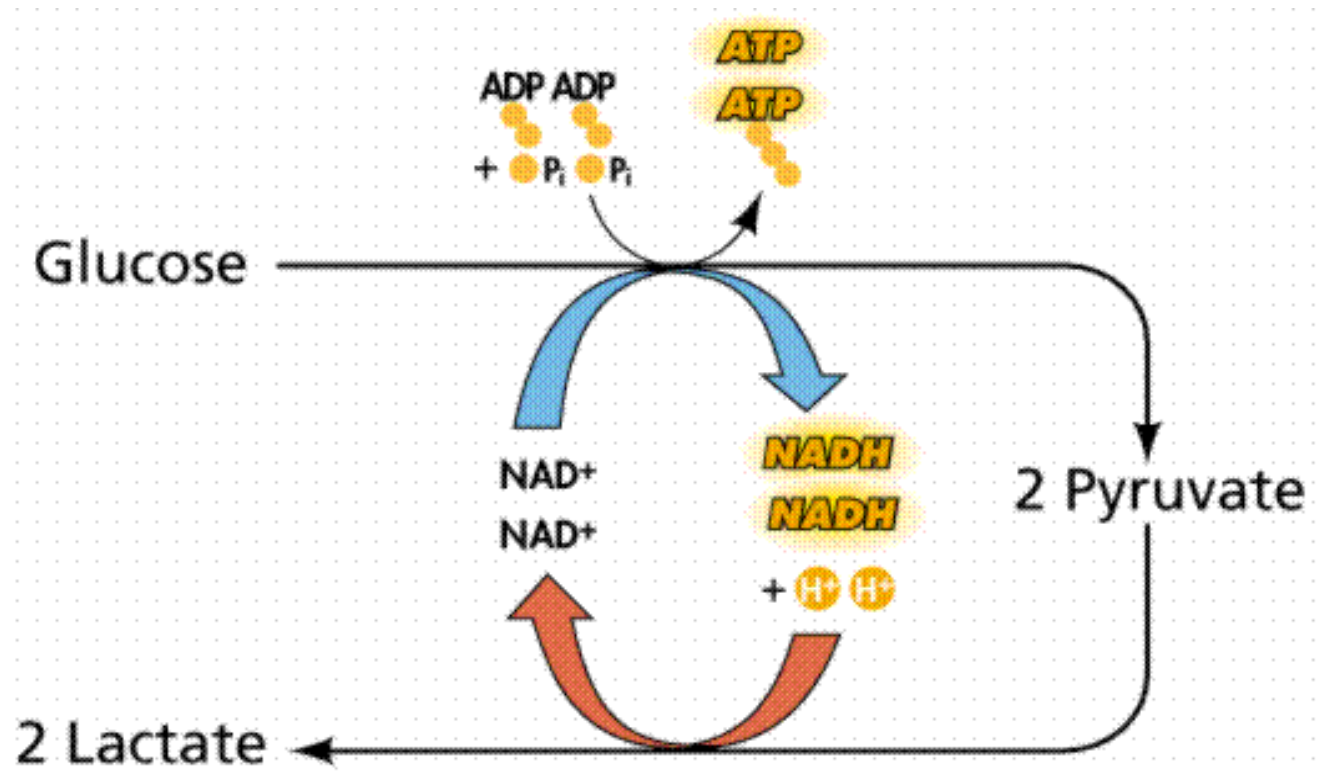 ATP
ATP
ADP ADP
+ Pi Pi
Glucose
NAD+
NAD+
NADH
NADH
+ H+ H+
2 Pyruvate
2 Lactate